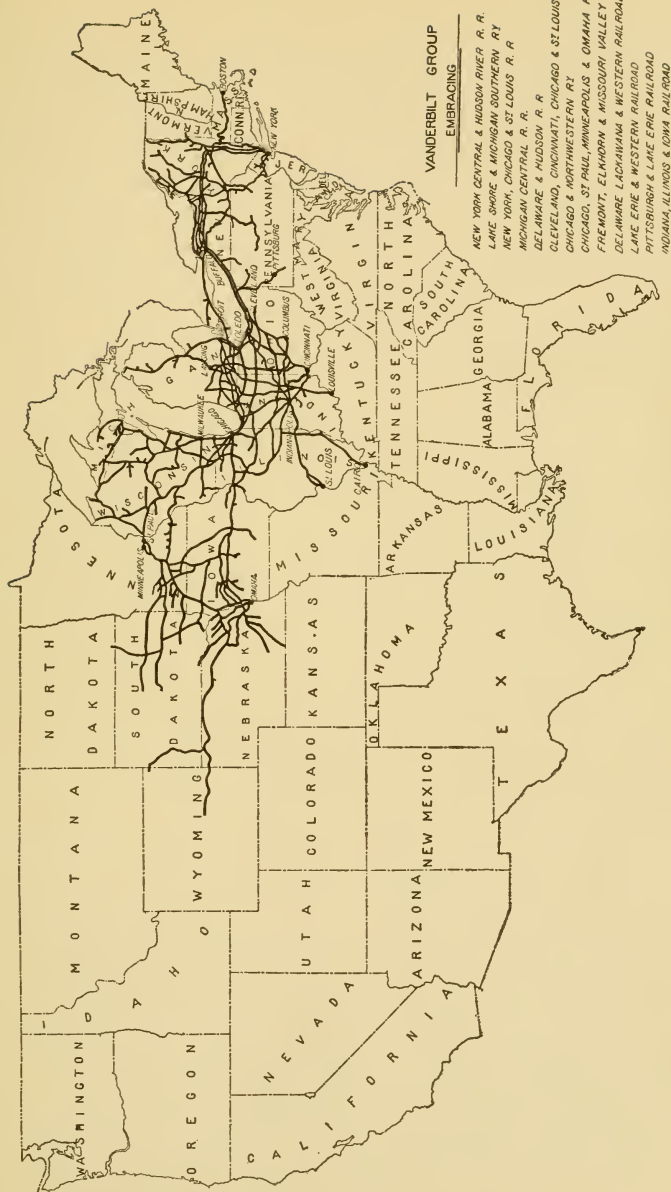 WASHINGTON
OREGON
CALIFORNIA
IDAHO
NEVADA
MONTANA
WYOMING
UTAH
ARIZONA
COLORADO
NEW MEXICO
NORTH
DAKOTA
SOUTH
DAKOTA
NEBRASKA
KANSAS
OKLAHOMA
TEXAS
MINNESOTA
MINNEAPOLIS
ST. PAUL
IOWA
OMAHA
MISSOURI
ARKANSAS
LOUISIANA
WISCONSIN
MILWAUKEE
MICH
LANSING
ST. LOUIS
CAIRO
INDIANAPOLIS
LOUISVILLE
CINCINNATI
COLUMBUS
CLEVELAND
TOLEDO
OHIO
KENTUCKY
TENNESSEE
MISSISSIPPI
ALABAMA
GEORGIA
FLORIDA
SOUTH
CAROLINA
NORTH
CAROLINA
VIRGINIA
WEST
VIRGINIA
PENNSYLVANIA
PITTSBURG
NEW YORK
VERMONT
NEW HAMPSHIRE
MAINE
BOSTON
CONN
R.I.
VANDERBILT GROUP
EMBRACING
NEW YORK CENTRAL & HUDSON RIVER R. R.
LAKE SHORE & MICHIGAN SOUTHERN RY
NEW YORK, CHICAGO & ST LOUIS R. R
MICHIGAN CENTRAL R. R.
DELAWARE & HUDSON R. R
CLEVELAND, CINCINNATI, CHICAGO & ST LOUIS
CHICAGO & NORTHWESTERN RY
CHICAGO, ST PAUL, MINNEAPOLIS & OMAHA
FREMONT, ELKHORN & MISSOURI VALLEY
DELAWARE LACKAWANA & WESTERN RAILROAD
LAKE ERIE & WESTERN RAILROAD
PITTSBURGH & LAKE ERIE RAILROAD
INDIANA, ILLINOIS & IOWA RAILROAD